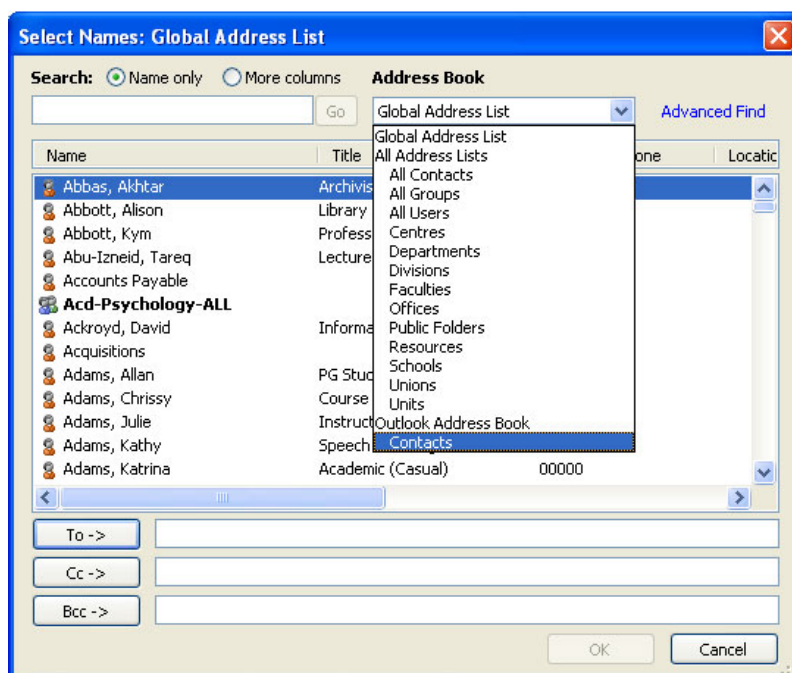 Select Names: Global Address List
Search: Name only More columns Address Book
Go Global Address List Advanced Find
Global Address List
Name Title All Address Lists one Locatic
All Contacts
Abbas, Akhtar Archivis
All Groups
Abbott, Alison Library All Users
Abbott, Kym Profess Centres
Abu-Izneid, Tareq Lecture Departments
Accounts Payable Divisions
Faculties
Acd-Psychology-ALL Offices
Ackroyd, David Informa Public Folders
Acquisitions Resources
Adams, Allan PG Stud Schools
Adams, Chrissy Course Unions
Units
Adams, Julie Instruct Outlook Address Book
Adams, Kathy Speech Contacts
Adams, Katrina Academic (Casual) 00000
To ->
Cc ->
Bcc ->
OK Cancel